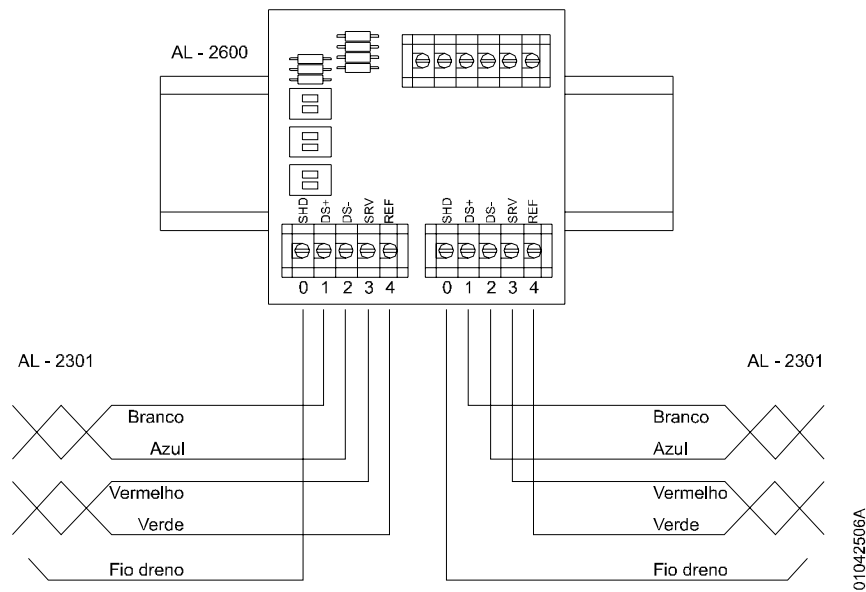 AL - 2600
SHD DS+ DS- SRV REF
SHD DS+ DS- SRV REF
0 1 2 3 4
0 1 2 3 4
AL - 2301
AL - 2301
Branco
Azul
Vermelho
Verde
Fio dreno
Branco
Azul
Vermelho
Verde
Fio dreno
01042506A